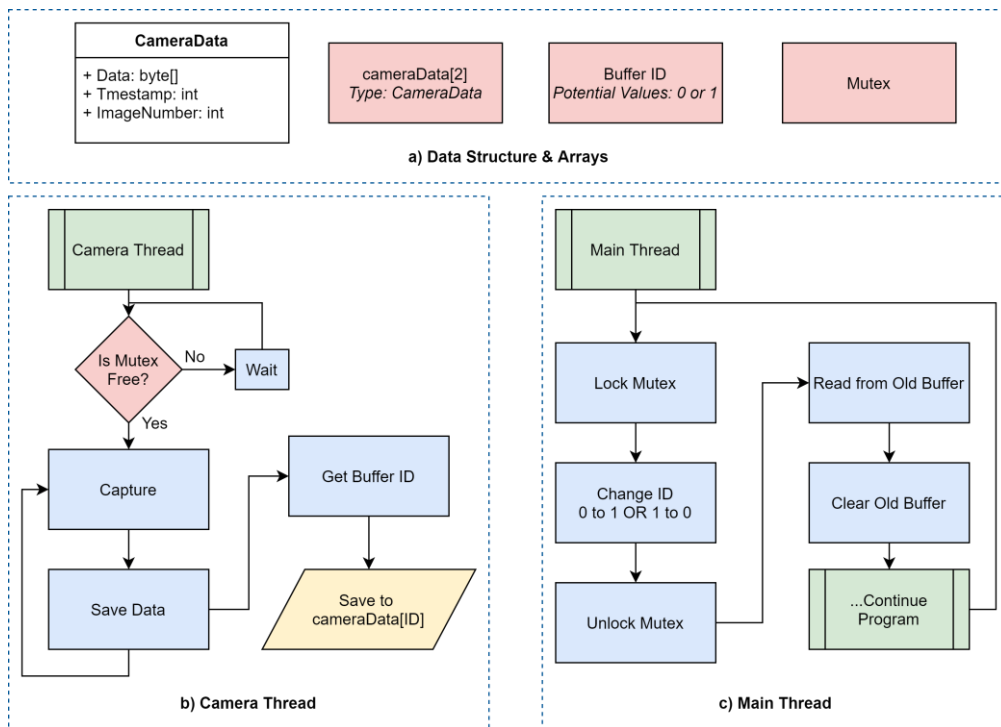 CameraData
+ Data: byte[]
+ Tmestamp: int
+ ImageNumber: int
cameraData[2]
Type: CameraData
Buffer ID
Potential Values: 0 or 1
Mutex
a) Data Structure & Arrays
Camera Thread
Is Mutex
Free?
No
Wait
Yes
Capture
Get Buffer ID
Save Data
Save to
cameraData[ID]
b) Camera Thread
Main Thread
Lock Mutex
Read from Old Buffer
Change ID
0 to 1 OR 1 to 0
Clear Old Buffer
Unlock Mutex
...Continue
Program
c) Main Thread